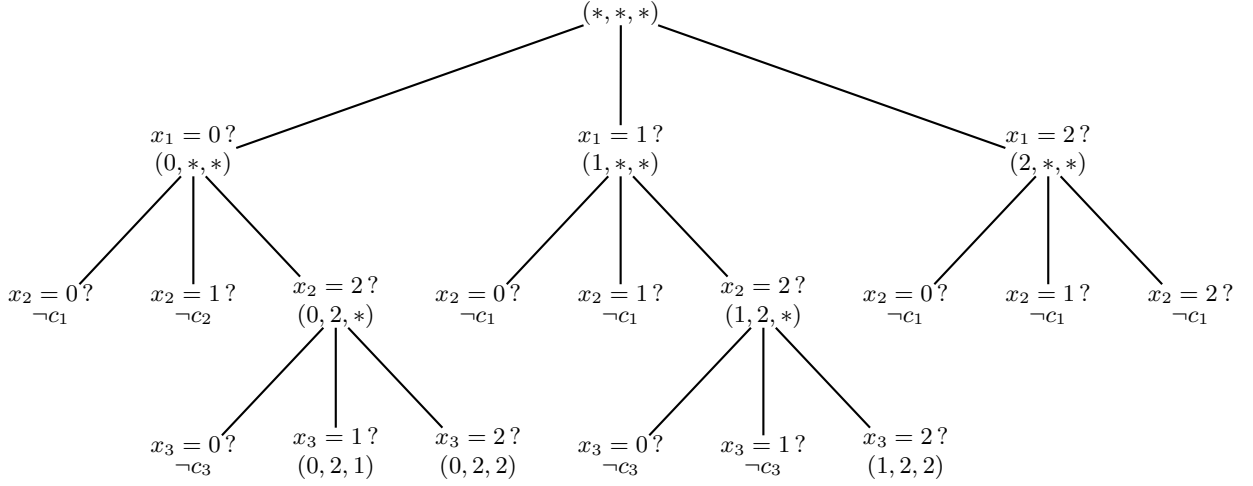 (∗, ∗, ∗)
x₁ = 0 ? x₁ = 1 ? x₁ = 2 ?
(0, ∗, ∗) (1, ∗, ∗) (2, ∗, ∗)
x₂ = 0 ? x₂ = 1 ? x₂ = 2 ? x₂ = 0 ? x₂ = 1 ? x₂ = 2 ? x₂ = 0 ? x₂ = 1 ? x₂ = 2 ?
¬c₁ ¬c₂ (0, 2, ∗) ¬c₁ ¬c₁ (1, 2, ∗) ¬c₁ ¬c₁ ¬c₁
x₃ = 0 ? x₃ = 1 ? x₃ = 2 ? x₃ = 0 ? x₃ = 1 ? x₃ = 2 ?
¬c₃ (0, 2, 1) (0, 2, 2) ¬c₃ ¬c₃ (1, 2, 2)